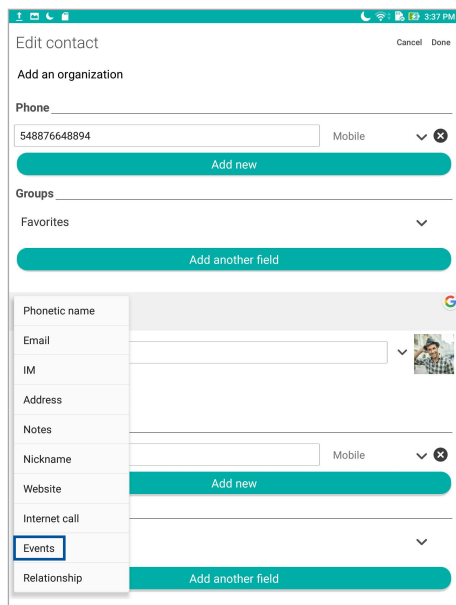 3:37 PM
Edit contact
Cancel Done
Add an organization
Phone
548876648894 Mobile
Add new
Groups
Favorites
Add another field
G
Phonetic name
Email
IM
Address
Notes
Nickname
Mobile
Website
Add new
Internet call
Events
Relationship
Add another field